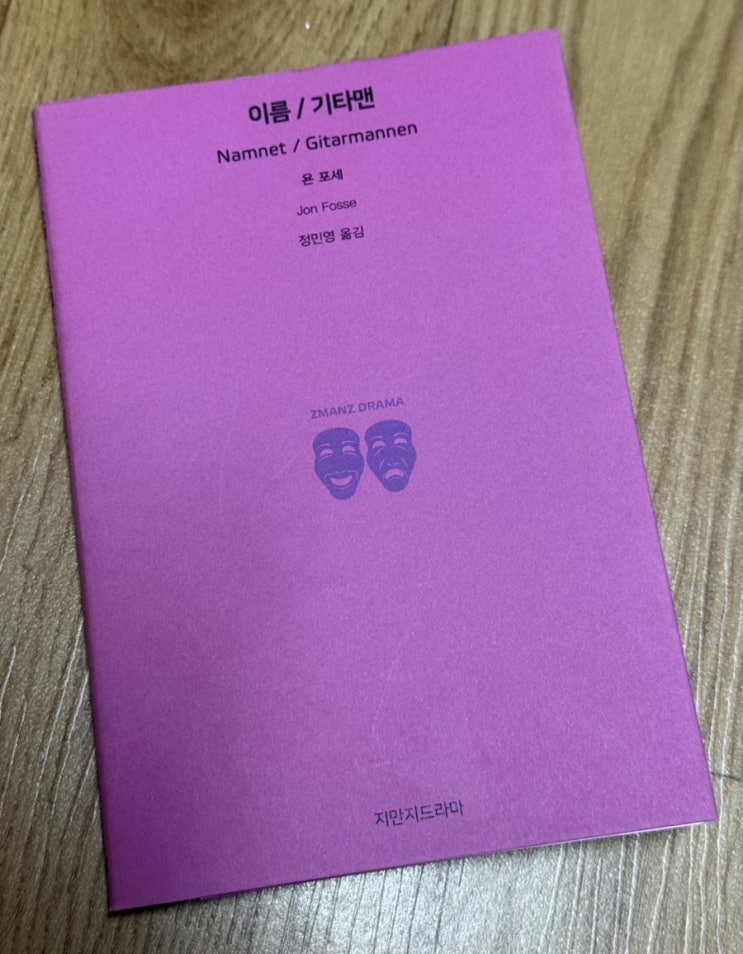 이름 / 기타맨
Namnet / Gitarmannen
욘 포세
Jon Fosse
정민영 옮김
ZMANZ DRAMA
지만지드라마